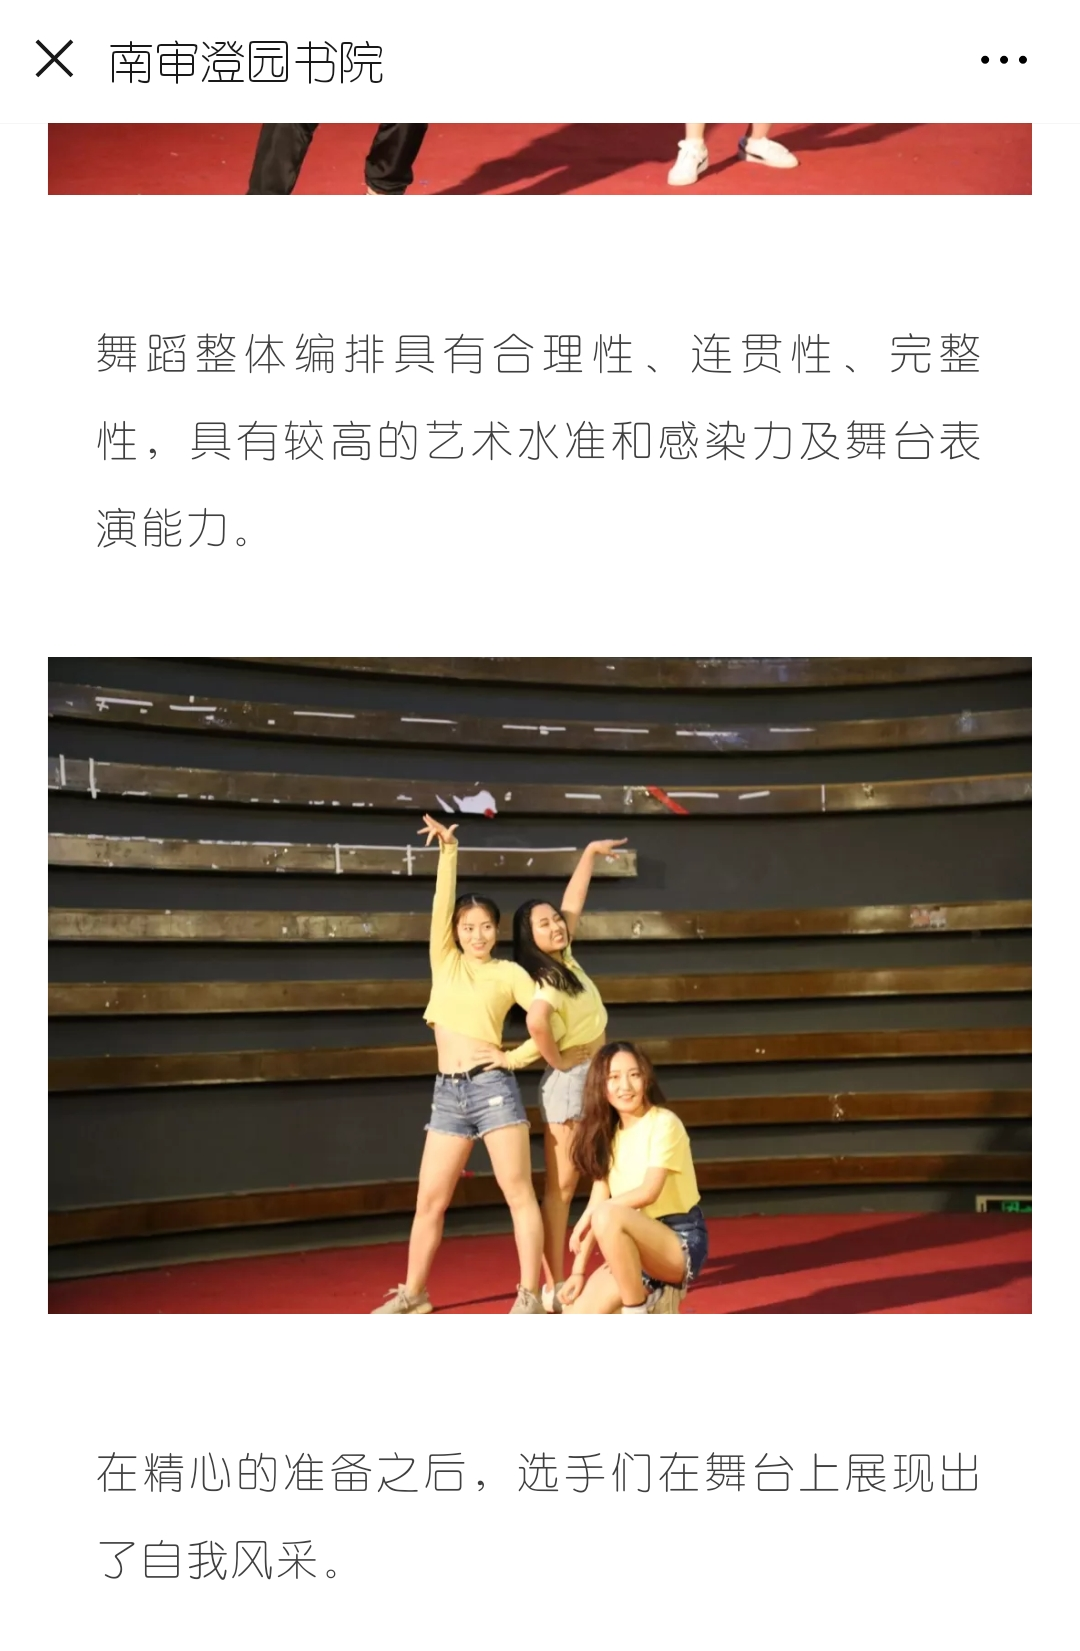 南审澄园书院
舞蹈整体编排具有合理性、连贯性、完整
性，具有较高的艺术水准和感染力及舞台表
演能力。
在精心的准备之后，选手们在舞台上展现出
了自我风采。